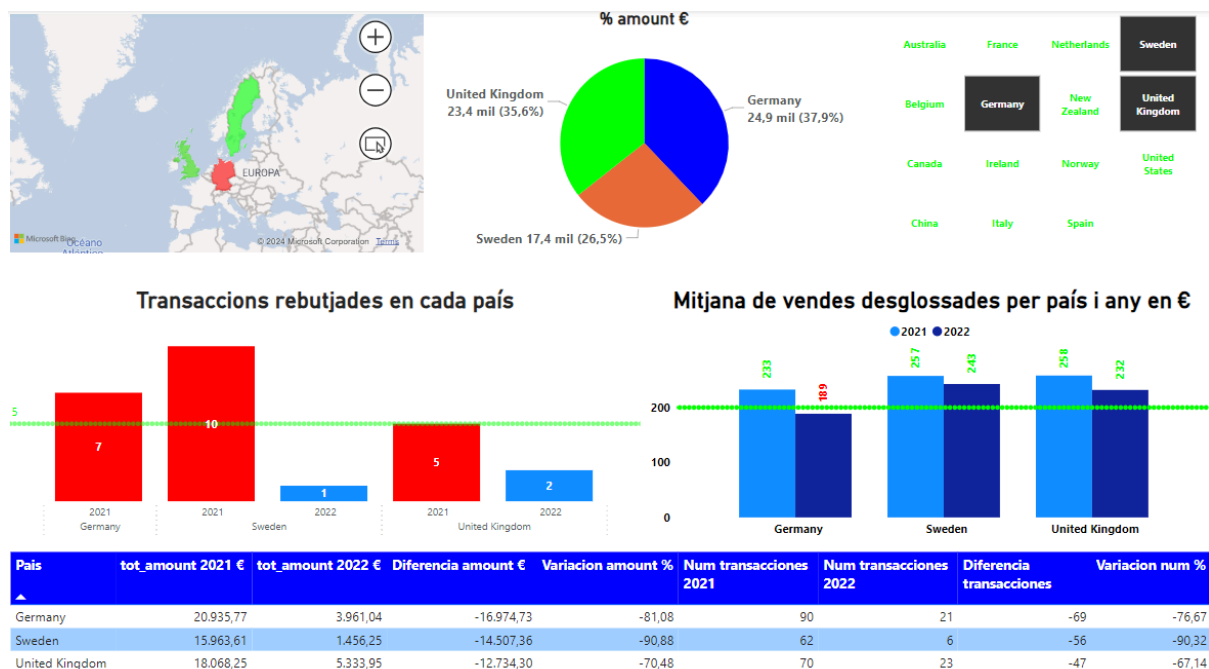 % amount €
EUROPA
Microsoft Bing
Océano
Atlántico
© 2024 Microsoft Corporation Terms
United Kingdom
23,4 mil (35,6%)
Germany
24,9 mil (37,9%)
Sweden 17,4 mil (26,5%)
Australia France Netherlands Sweden
Belgium Germany New Zealand United Kingdom
Canada Ireland Norway United States
China Italy Spain
Transaccions rebutjades en cada país
5
7
10
1
5
2
2021 2021 2022 2021 2022
Germany Sweden United Kingdom
Mitjana de vendes desglossades per país i any en €
2021 2022
233 189 257 243 258 232
200
100
0
Germany Sweden United Kingdom
Pais tot_amount 2021 € tot_amount 2022 € Diferencia amount € Variacion amount % Num transacciones 2021 Num transacciones 2022 Diferencia transacciones Variacion num %
Germany 20.935,77 3.961,04 -16.974,73 -81,08 90 21 -69 -76,67
Sweden 15.963,61 1.456,25 -14.507,36 -90,88 62 6 -56 -90,32
United Kingdom 18.068,25 5.333,95 -12.734,30 -70,48 70 23 -47 -67,14